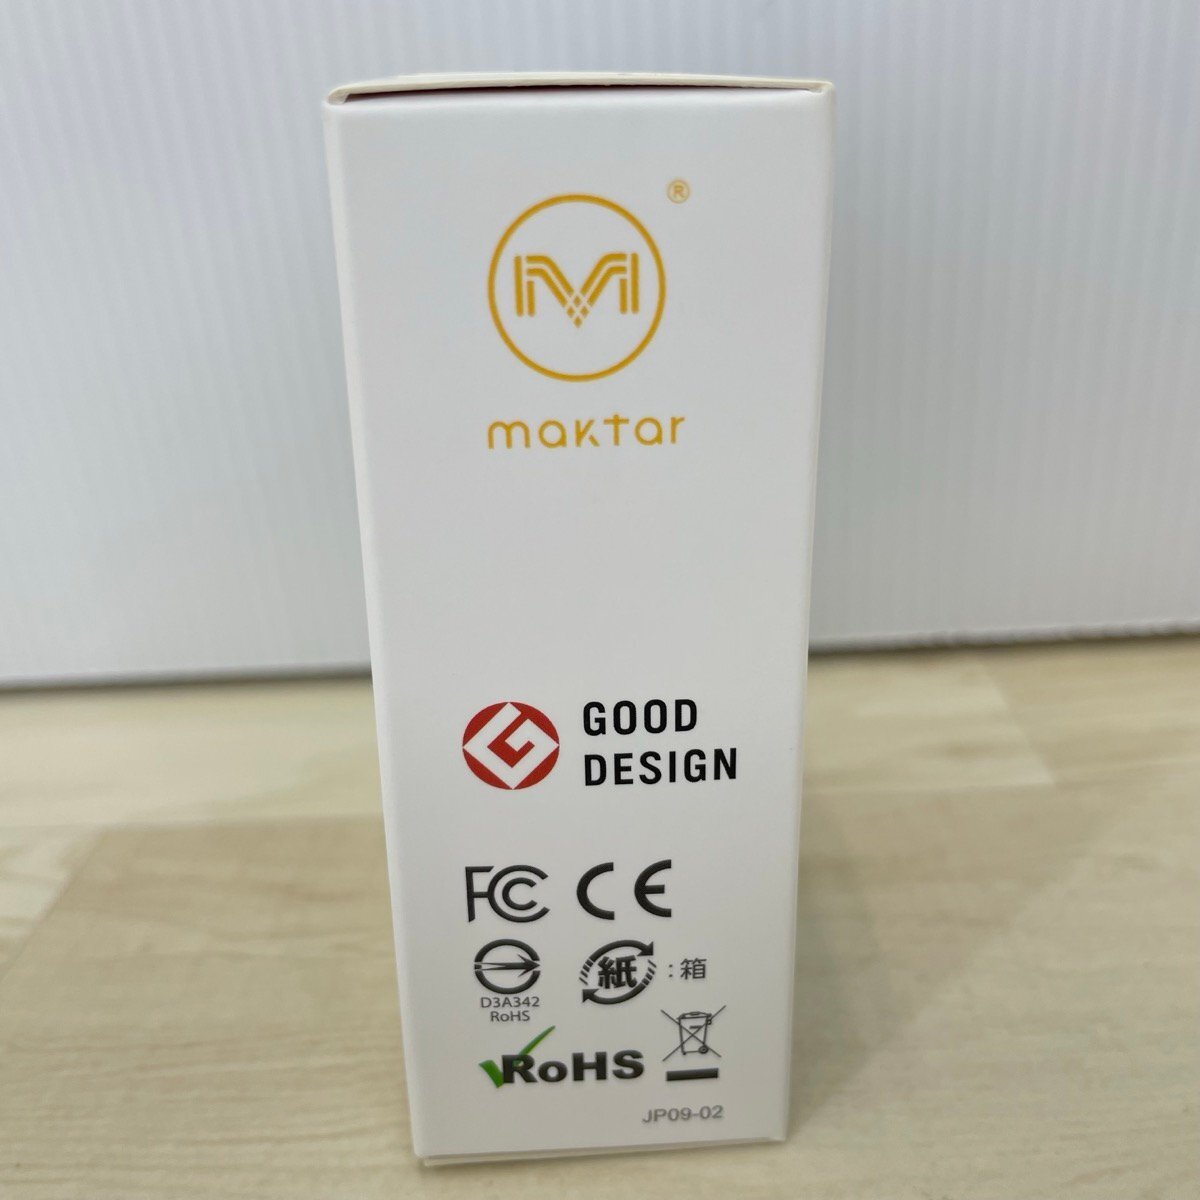 ®
maktar
GOOD
DESIGN
FC CE
D3A342
RoHS
紙 :箱
RoHS
JP09-02